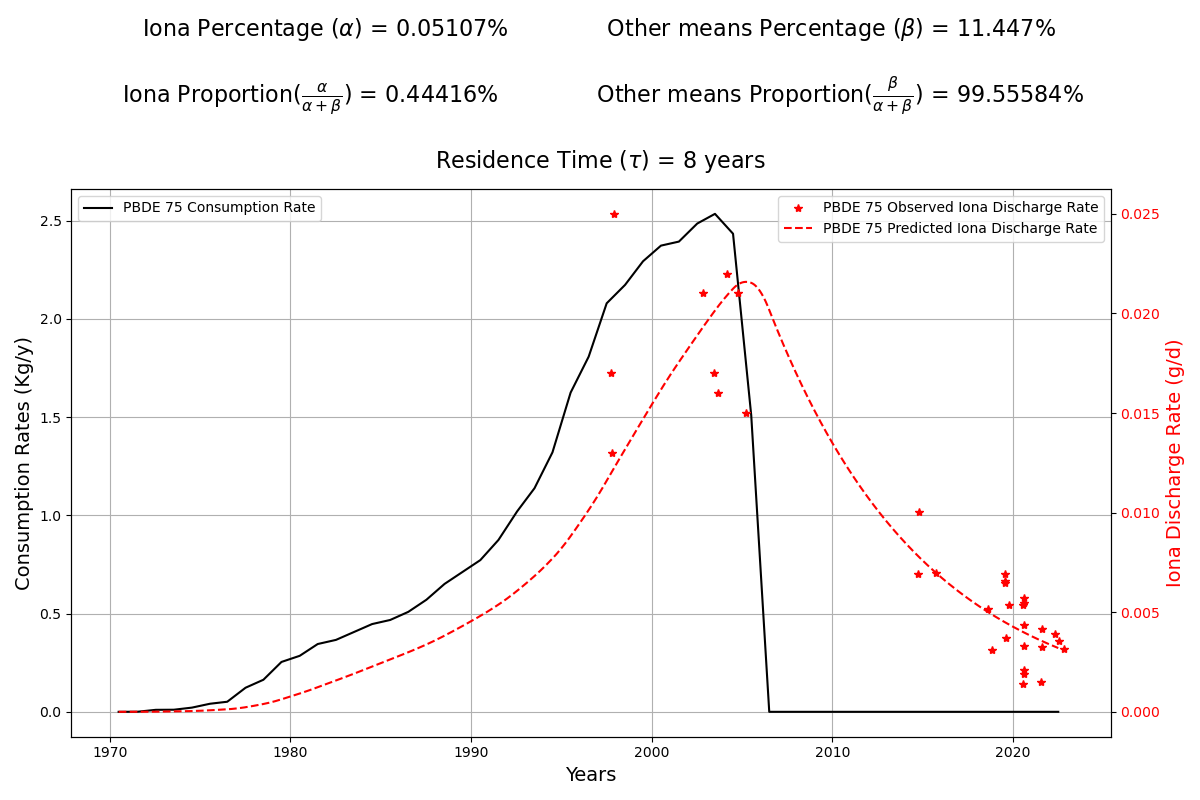 Iona Percentage (α) = 0.05107%
Other means Percentage (β) = 11.447%
Iona Proportion(α/(α+β)) = 0.44416%
Other means Proportion(β/(α+β)) = 99.55584%
Residence Time (τ) = 8 years
PBDE 75 Consumption Rate
PBDE 75 Observed Iona Discharge Rate
PBDE 75 Predicted Iona Discharge Rate
Consumption Rates (Kg/y)
2.5
2.0
1.5
1.0
0.5
0.0
0.025
0.020
0.015
0.010
0.005
0.000
Iona Discharge Rate (g/d)
1970 1980 1990 2000 2010 2020
Years